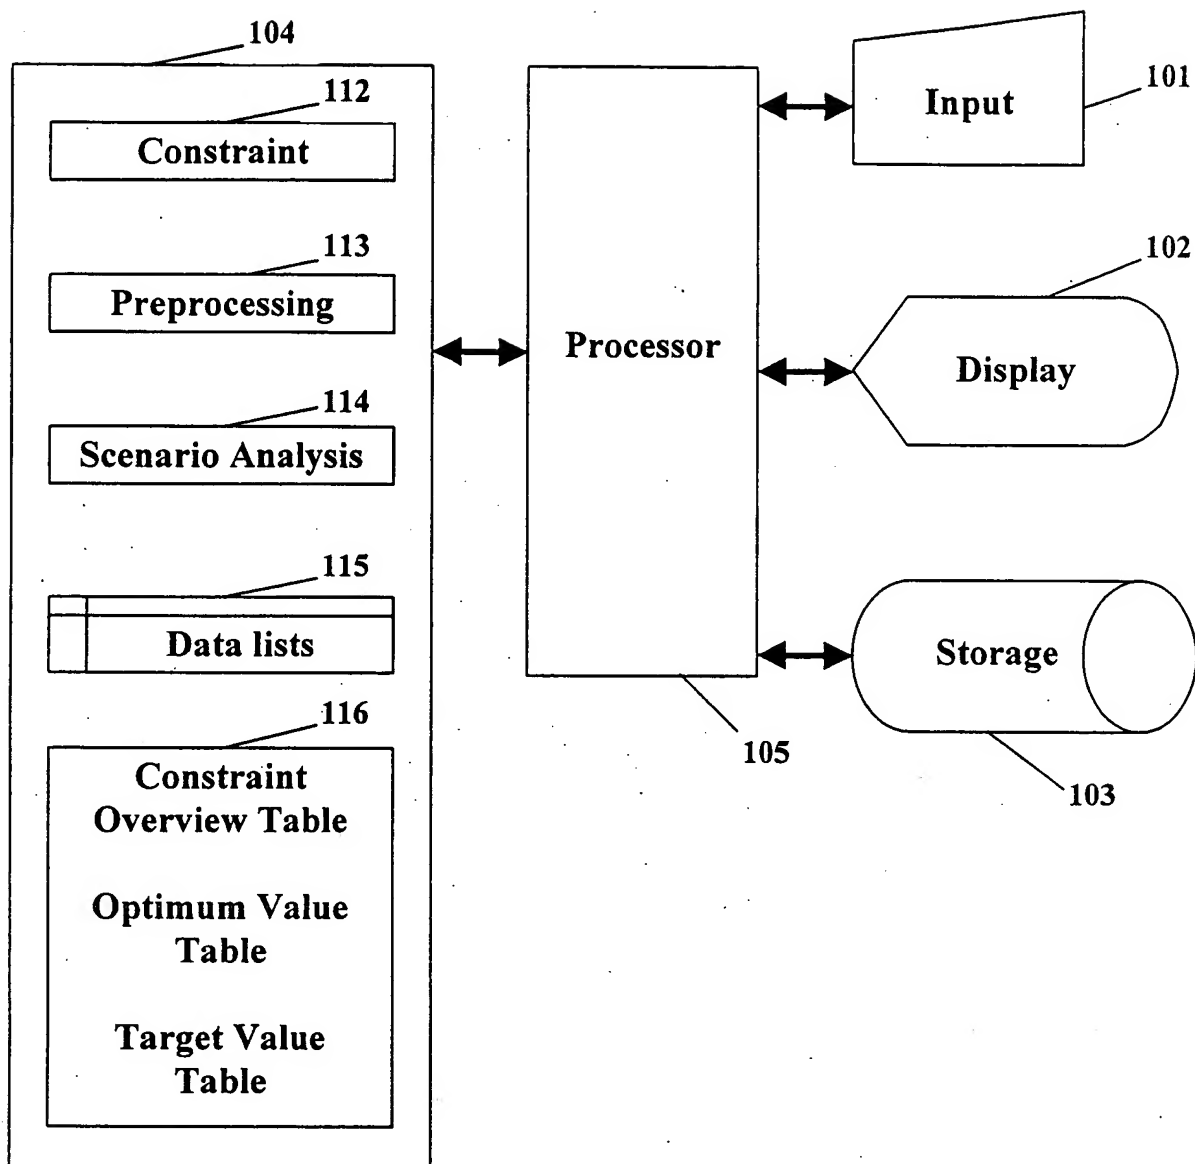 104
112
Constraint
113
Preprocessing
114
Scenario Analysis
115
Data lists
116
Constraint
Overview Table
Optimum Value
Table
Target Value
Table
Processor
105
Input
101
102
Display
Storage
103